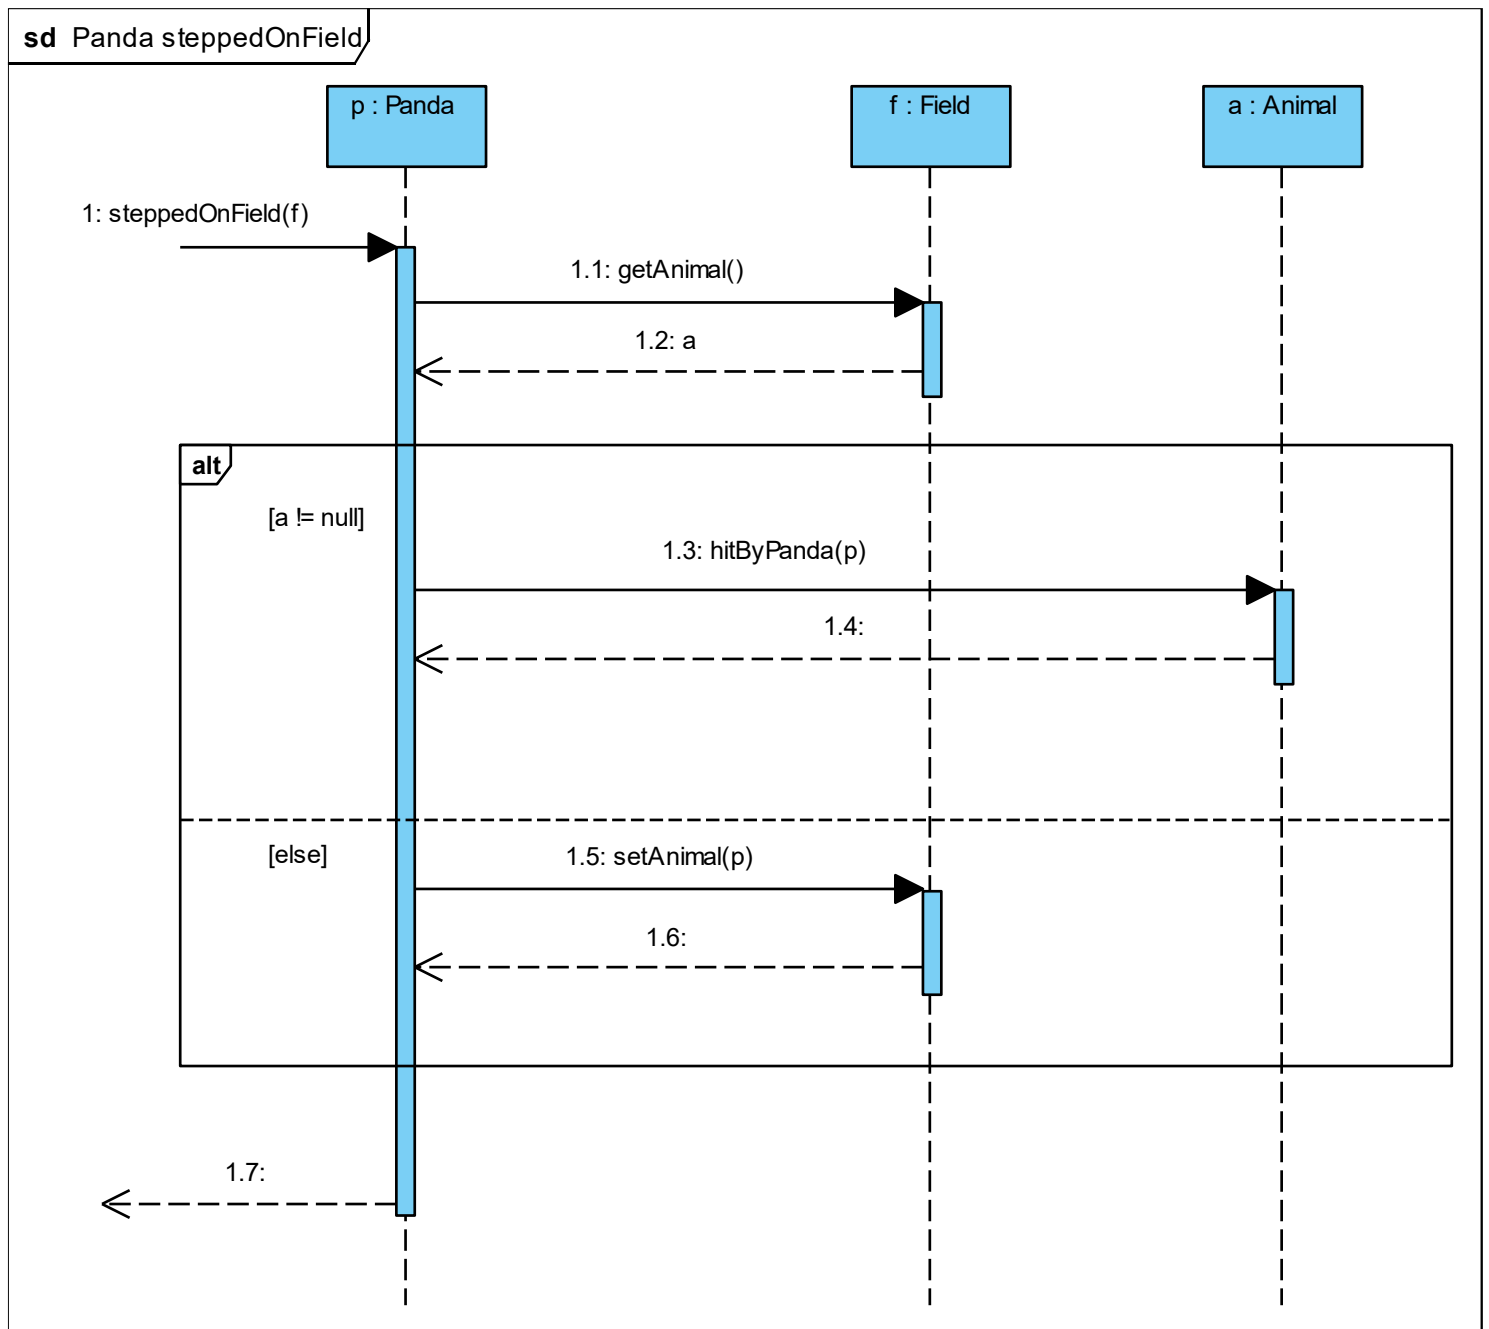 sd Panda steppedOnField
p : Panda
f : Field
a : Animal
1: steppedOnField(f)
1.1: getAnimal()
1.2: a
alt
[a != null]
1.3: hitByPanda(p)
1.4:
[else]
1.5: setAnimal(p)
1.6:
1.7: